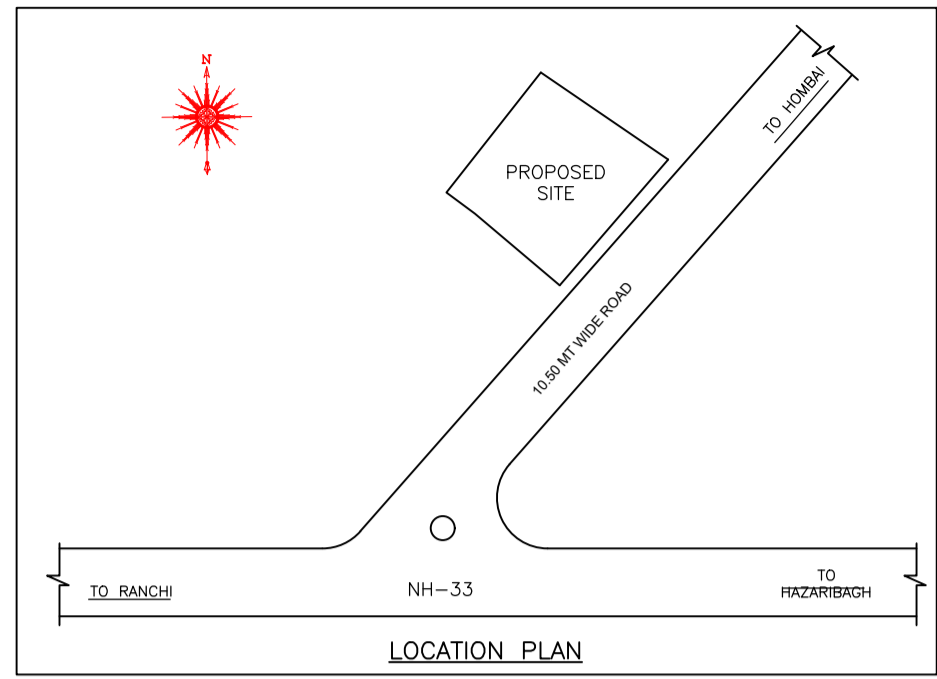 N
TO HOMBAI
PROPOSED
SITE
10.50 MT WIDE ROAD
TO RANCHI
NH-33
TO
HAZARIBAGH
LOCATION PLAN